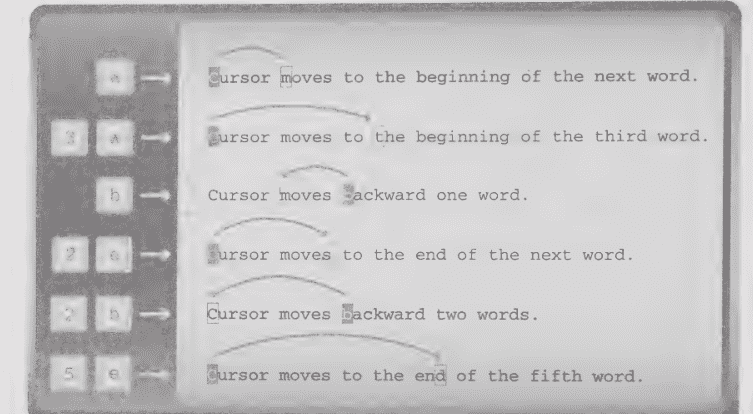 Cursor moves to the beginning of the next word.
3 Cursor moves to the beginning of the third word.
b Cursor moves backward one word.
2 Cursor moves to the end of the next word.
2 b Cursor moves backward two words.
5 e Cursor moves to the end of the fifth word.